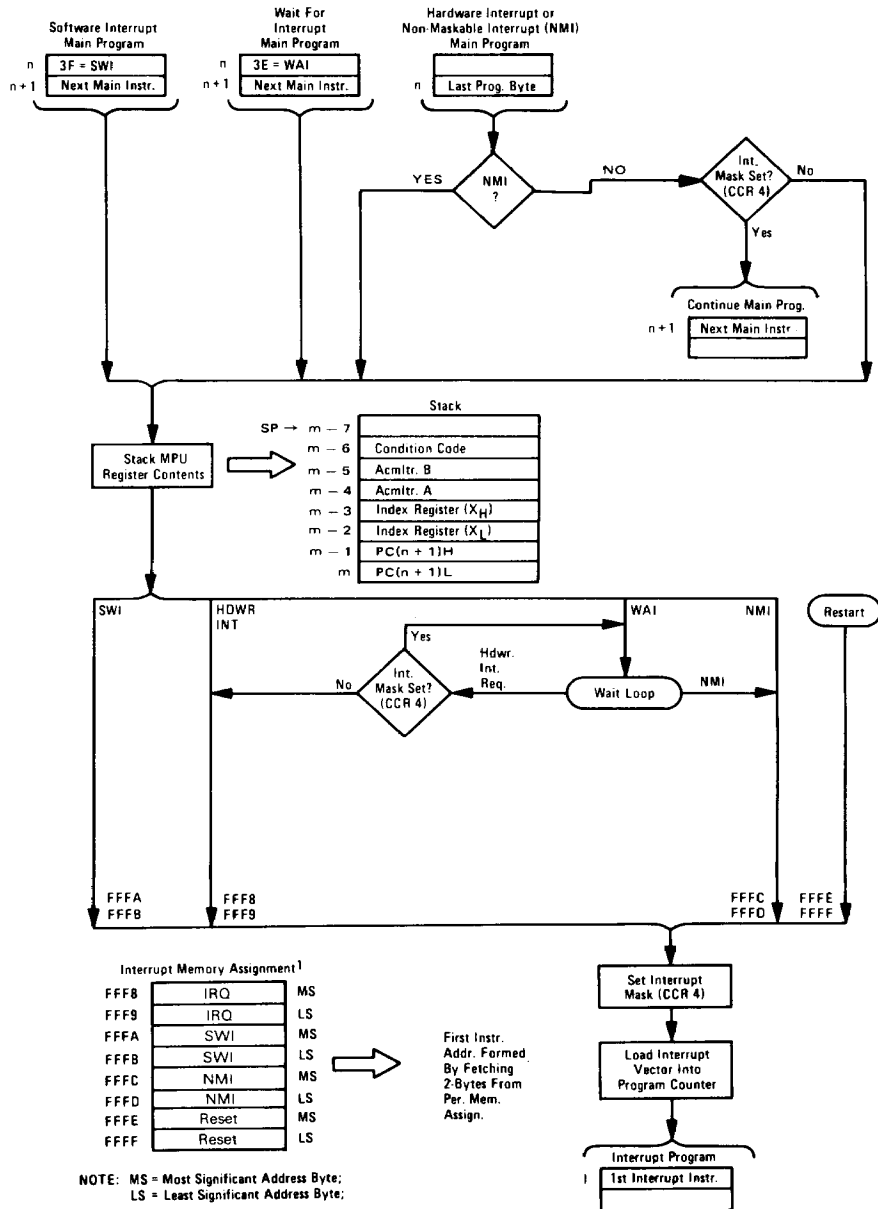 Software Interrupt
Main Program
n 3F = SWI
n + 1 Next Main Instr.
Wait For
Interrupt
Main Program
n 3E = WAI
n + 1 Next Main Instr.
Hardware Interrupt or
Non-Maskable Interrupt (NMI)
Main Program
n Last Prog. Byte
YES
NMI
?
NO
Int.
Mask Set?
(CCR 4)
No
Yes
Continue Main Prog.
n + 1 Next Main Instr.
Stack MPU
Register Contents
Stack
SP → m – 7
m – 6 Condition Code
m – 5 Acmltr. B
m – 4 Acmltr. A
m – 3 Index Register (XH)
m – 2 Index Register (XL)
m – 1 PC(n + 1)H
m PC(n + 1)L
SWI
HDWR
INT
WAI
NMI
Restart
Yes
No
Int.
Mask Set?
(CCR 4)
Hdwr.
Int.
Req.
Wait Loop
NMI
FFFA
FFFB
FFF8
FFF9
FFFC
FFFD
FFFE
FFFF
Interrupt Memory Assignment1
FFF8 IRQ MS
FFF9 IRQ LS
FFFA SWI MS
FFFB SWI LS
FFFC NMI MS
FFFD NMI LS
FFFE Reset MS
FFFF Reset LS
First Instr.
Addr. Formed
By Fetching
2-Bytes From
Per. Mem.
Assign.
Set Interrupt
Mask (CCR 4)
Load Interrupt
Vector Into
Program Counter
Interrupt Program
I 1st Interrupt Instr.
NOTE: MS = Most Significant Address Byte;
LS = Least Significant Address Byte;